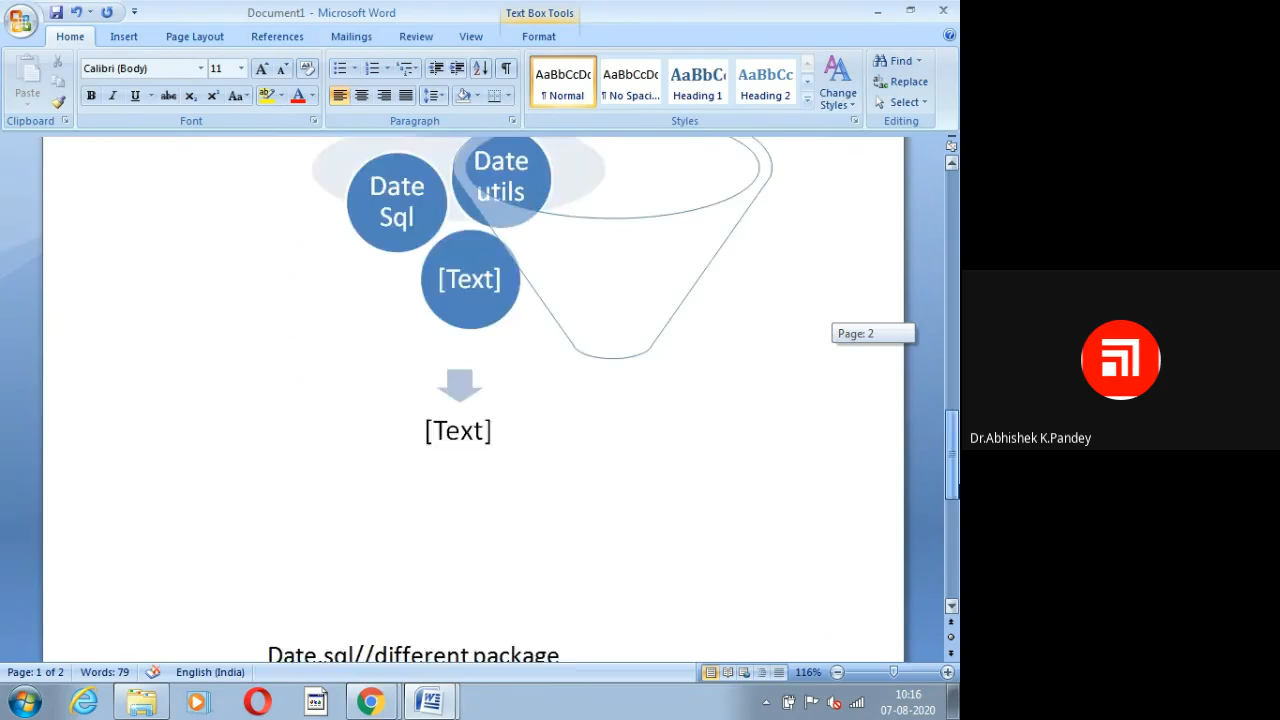 Document1 - Microsoft Word
Text Box Tools
Home
Insert
Page Layout
References
Mailings
Review
View
Format
Paste
Clipboard
Calibri (Body)
11
Font
Paragraph
AaBbCcDc
¶ Normal
AaBbCcDc
¶ No Spaci...
AaBbC
Heading 1
AaBbCc
Heading 2
Change
Styles
Styles
Find
Replace
Select
Editing
Date
Sql
Date
utils
[Text]
[Text]
Page: 2
Date.sql//different package
Dr.Abhishek K.Pandey
Page: 1 of 2
Words: 79
English (India)
116%
10:16
07-08-2020